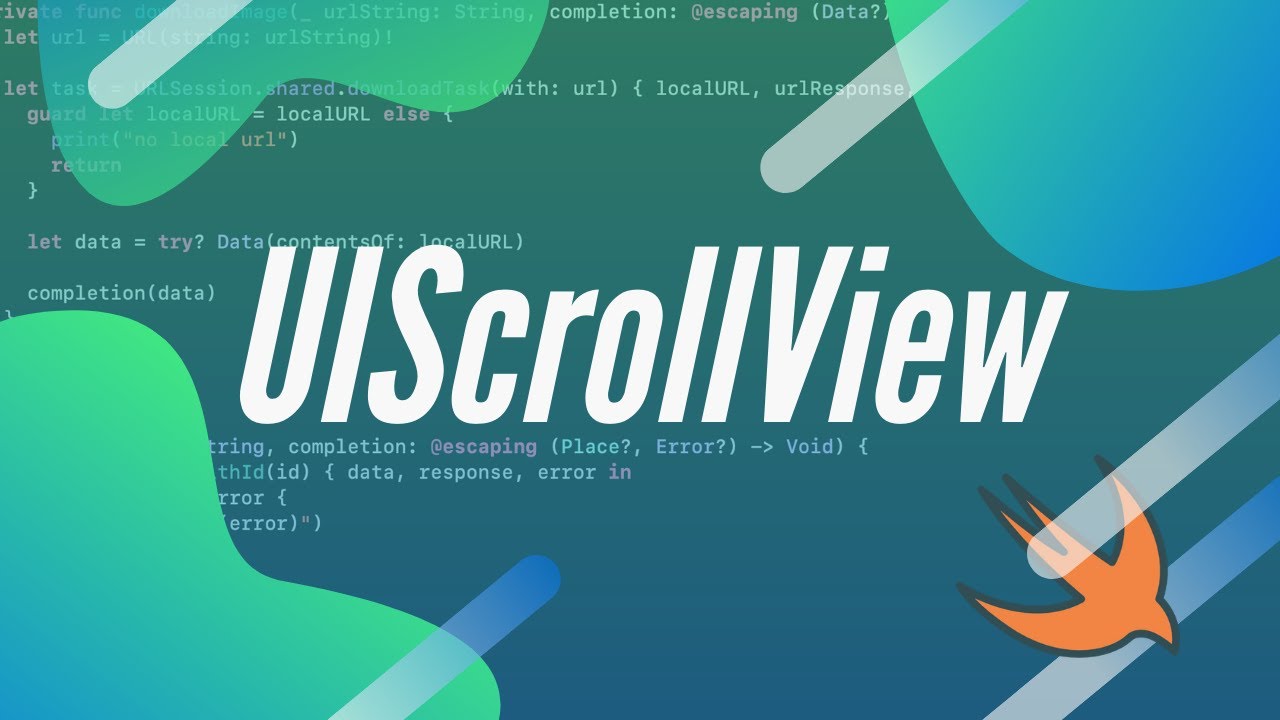 rivate func downloadImage(_ urlString: String, completion: @escaping (Data?)
let url = URL(string: urlString)!
let task = URLSession.shared.downloadTask(with: url) { localURL, urlResponse,
guard let localURL = localURL else {
print("no local url")
return
}
let data = try? Data(contentsOf: localURL)
completion(data)
}
UIScrollView
tring, completion: @escaping (Place?, Error?) -> Void) {
thId(id) { data, response, error in
rror {
(error)")